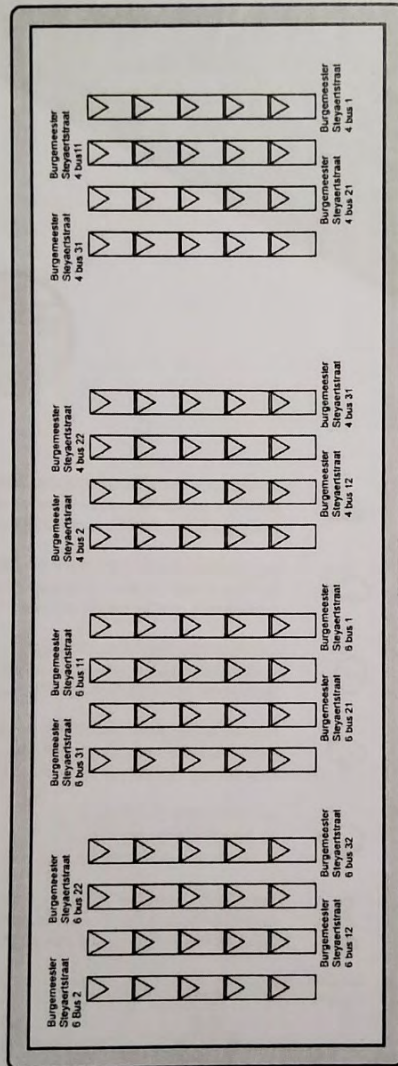 Burgemeester
Steyaertstraat
6 Bus 2
Burgemeester
Steyaertstraat
6 bus 22
Burgemeester
Steyaertstraat
6 bus 31
Burgemeester
Steyaertstraat
6 bus 11
Burgemeester
Steyaertstraat
4 bus 2
Burgemeester
Steyaertstraat
4 bus 22
Burgemeester
Steyaertstraat
4 bus 31
Burgemeester
Steyaertstraat
4 bus11
Burgemeester
Steyaertstraat
6 bus 12
Burgemeester
Steyaertstraat
6 bus 32
Burgemeester
Steyaertstraat
6 bus 21
Burgemeester
Steyaertstraat
6 bus 1
Burgemeester
Steyaertstraat
4 bus 12
burgemeester
Steyaertstraat
4 bus 31
Burgemeester
Steyaertstraat
4 bus 21
Burgemeester
Steyaertstraat
4 bus 1